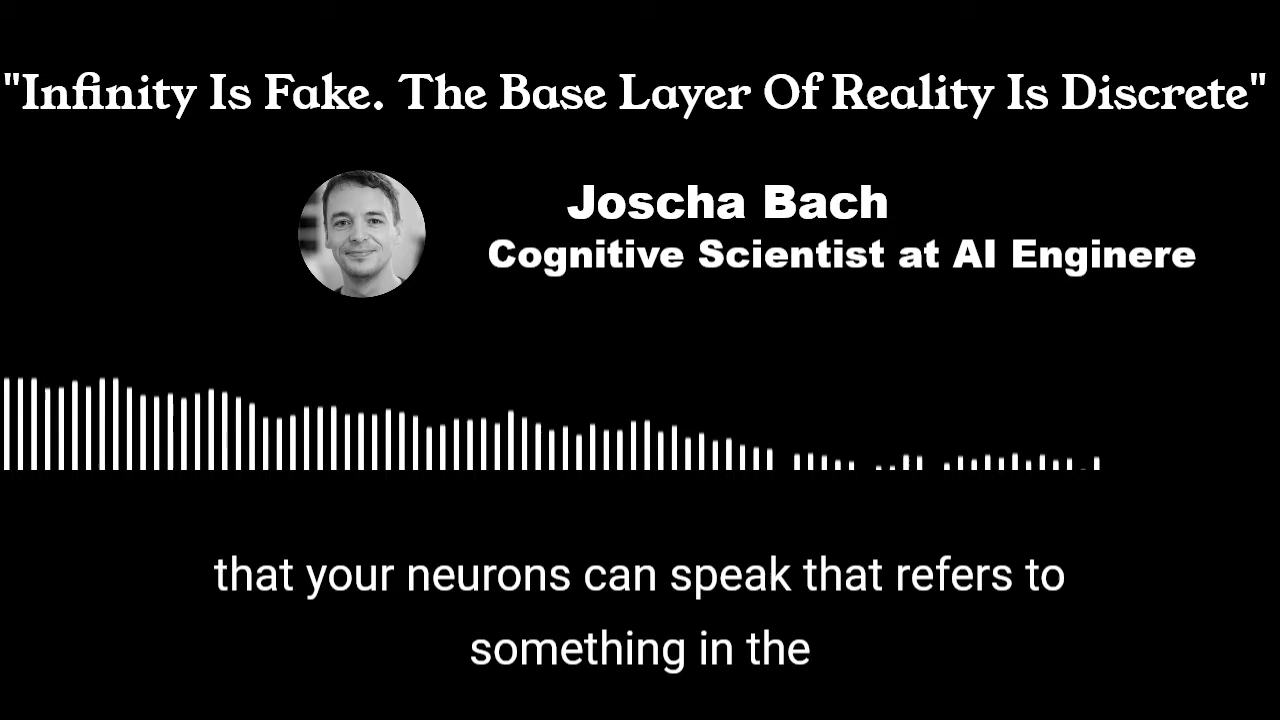 "Infinity Is Fake. The Base Layer Of Reality Is Discrete"
Joscha Bach
Cognitive Scientist at AI Enginere
that your neurons can speak that refers to
something in the